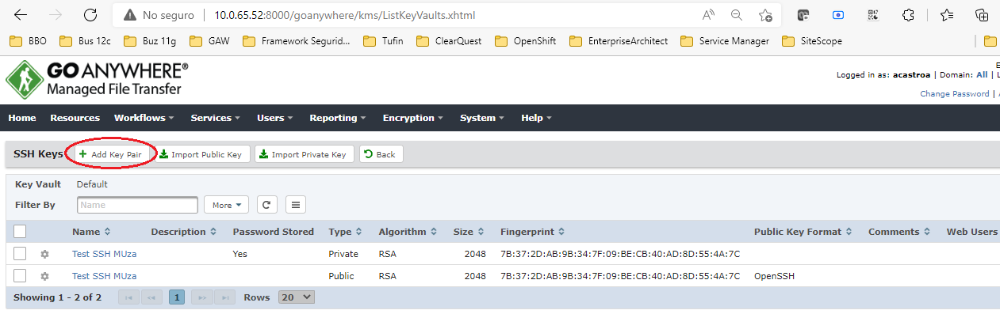 No seguro 10.0.65.52:8000/goanywhere/kms/ListKeyVaults.xhtml
BBO Bus 12c Buz 11g GAW Framework Segurid... Tufin ClearQuest OpenShift EnterpriseArchitect Service Manager SiteScope
GO ANYWHERE®
Managed File Transfer
Logged in as: acastroa | Domain: All |
Change Password |
Home Resources Workflows Services Users Reporting Encryption System Help
SSH Keys Add Key Pair Import Public Key Import Private Key Back
Key Vault Default
Filter By Name More
Name Description Password Stored Type Algorithm Size Fingerprint Public Key Format Comments Web Users
Test SSH MUza Yes Private RSA 2048 7B:37:2D:AB:9B:34:7F:09:BE:CB:40:AD:8D:55:4A:7C
Test SSH MUza Public RSA 2048 7B:37:2D:AB:9B:34:7F:09:BE:CB:40:AD:8D:55:4A:7C OpenSSH
Showing 1 - 2 of 2 1 Rows 20